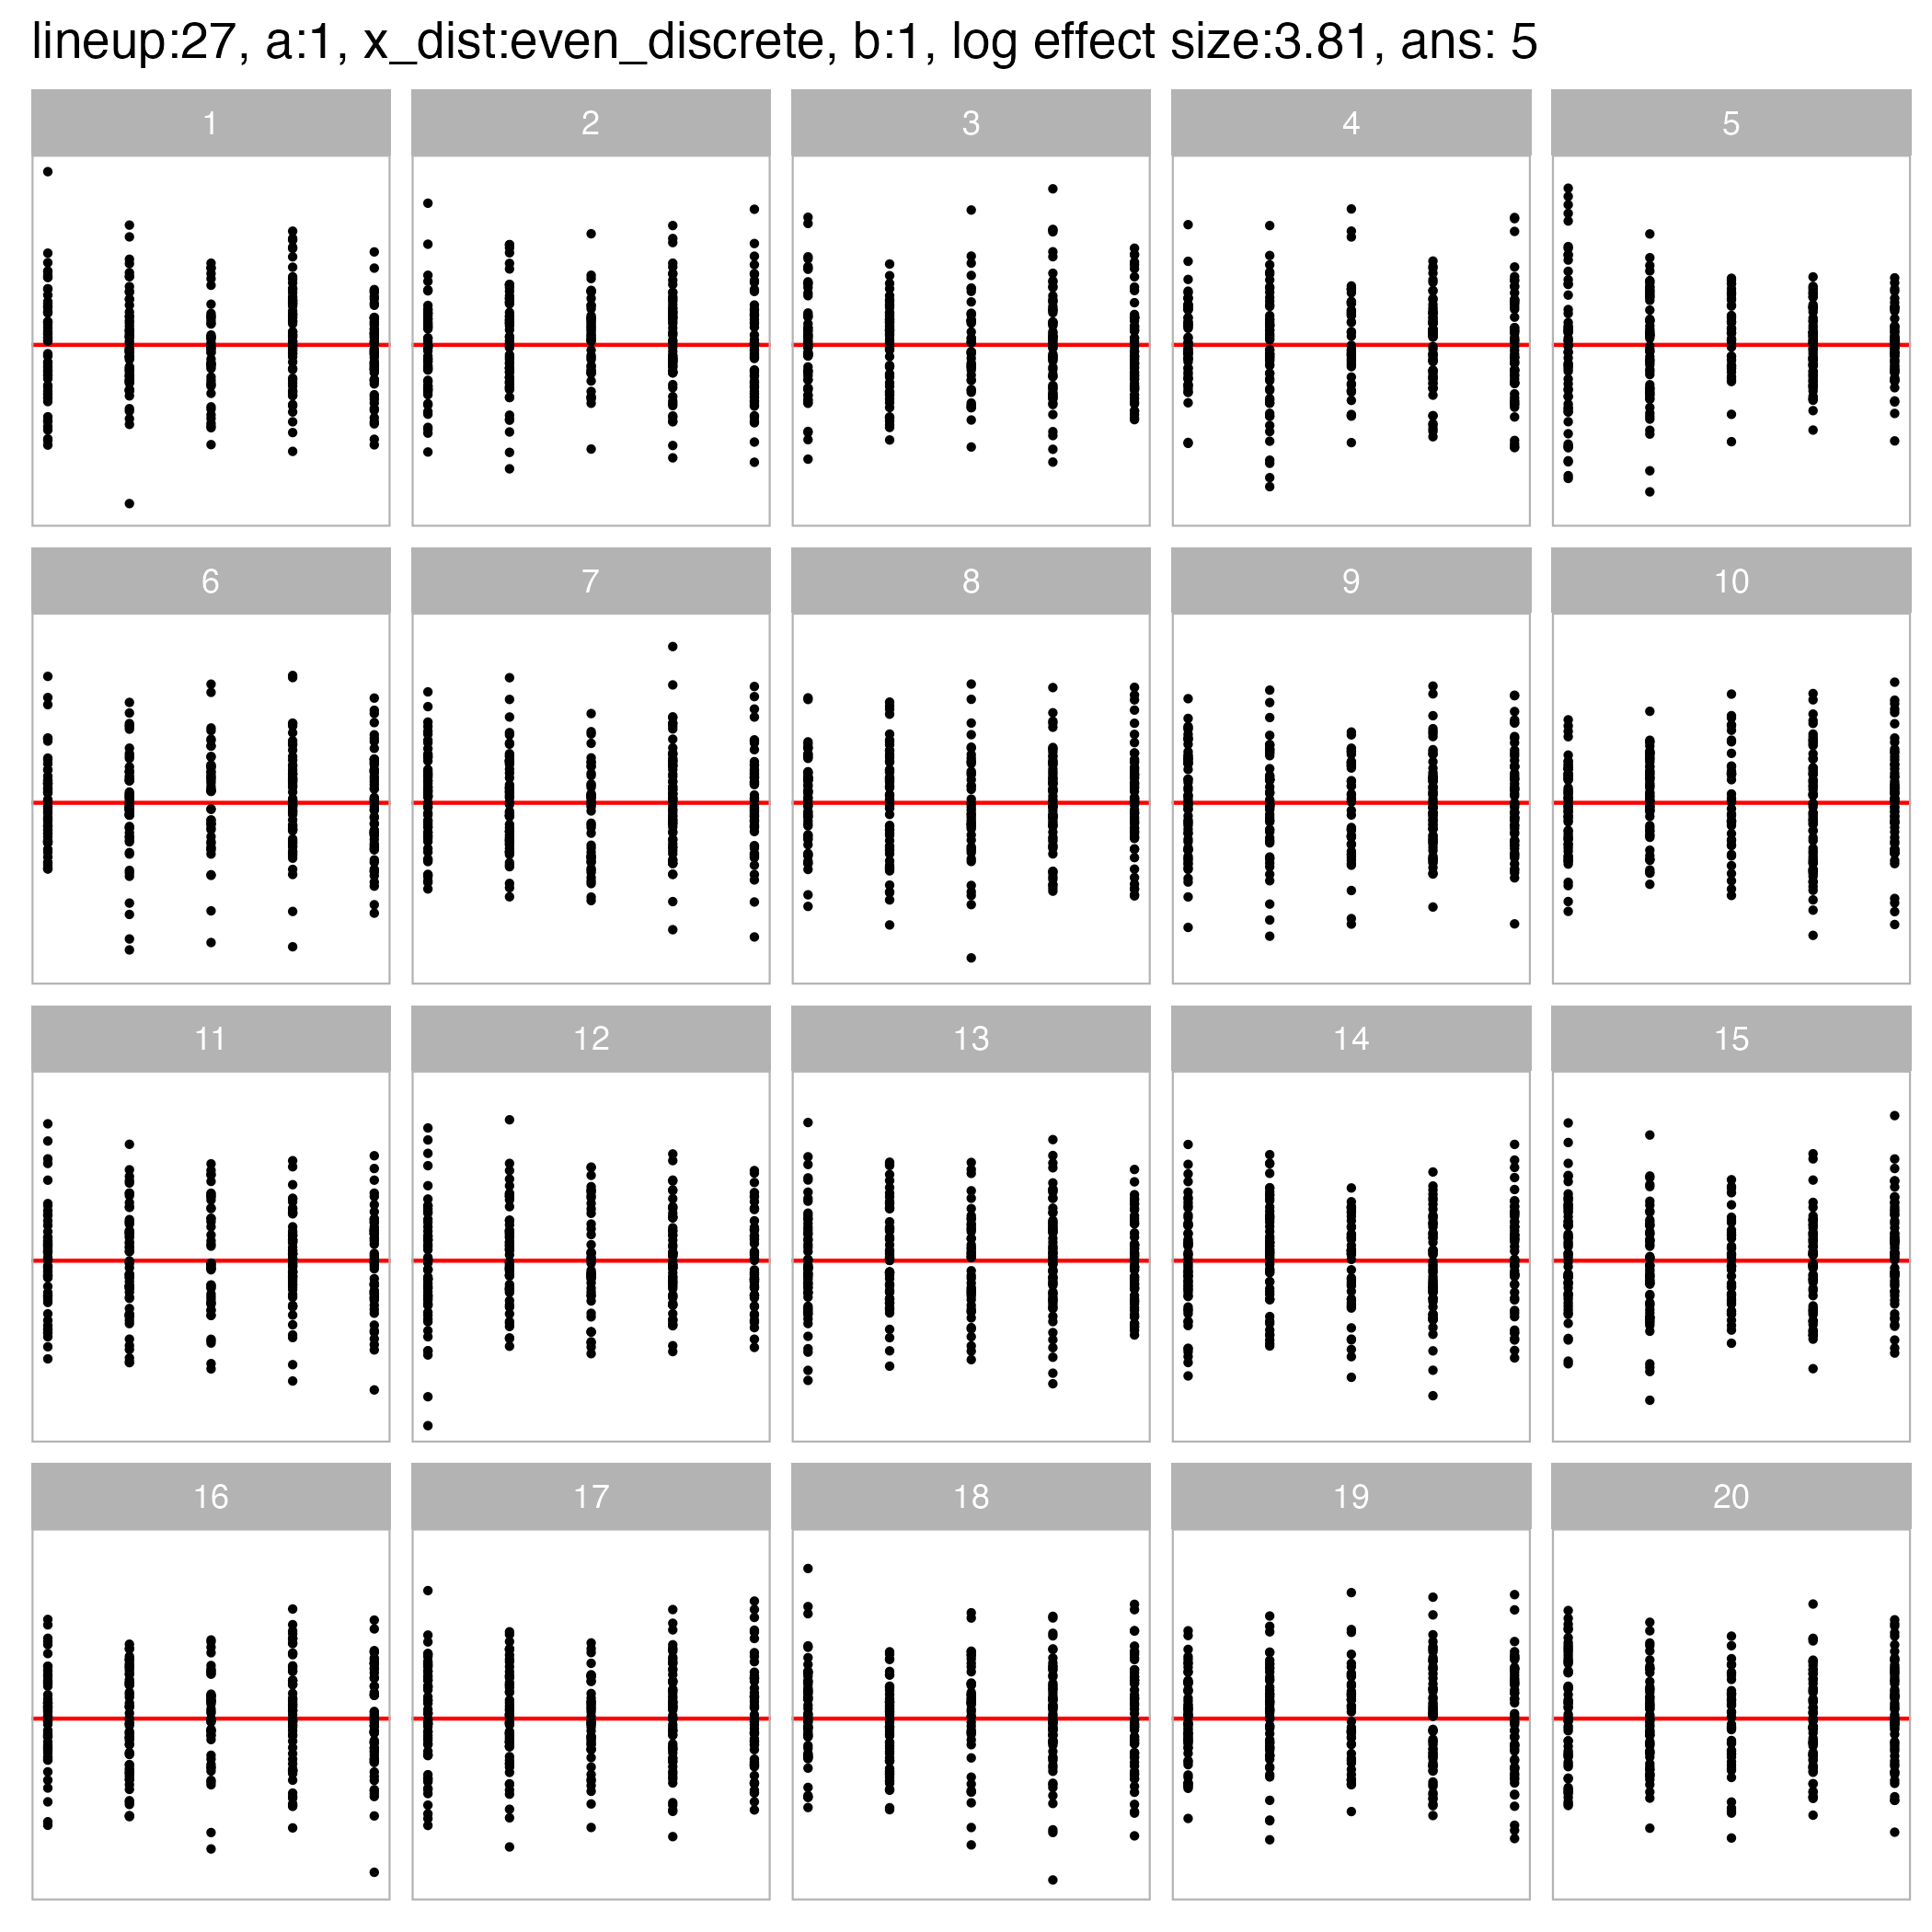 lineup:27, a:1, x_dist:even_discrete, b:1, log effect size:3.81, ans: 5
1 2 3 4 5
6 7 8 9 10
11 12 13 14 15
16 17 18 19 20